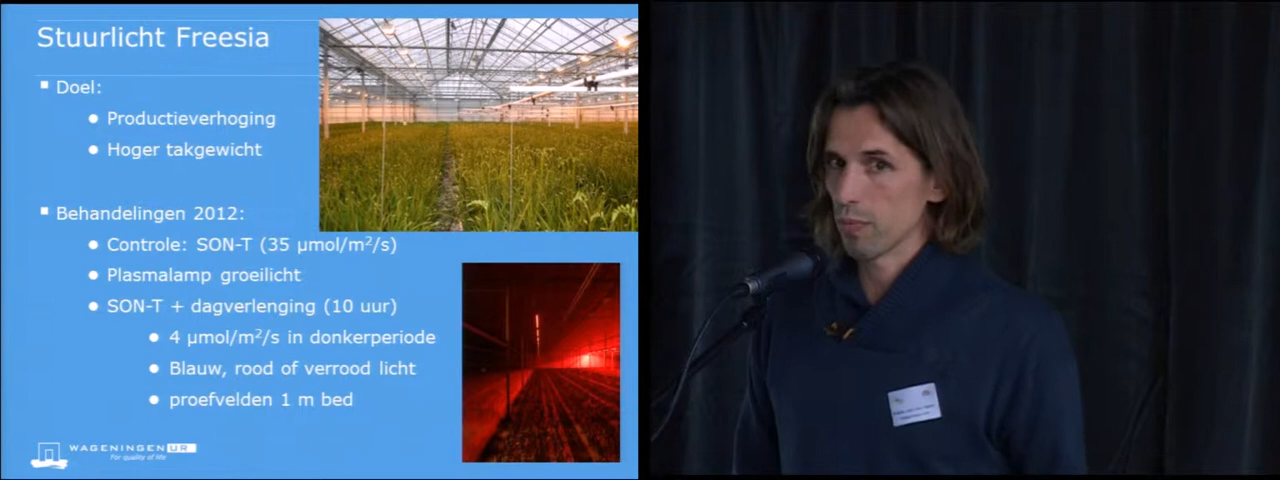 Stuurlicht Freesia
Doel:
Productieverhoging
Hoger takgewicht
Behandelingen 2012:
Controle: SON-T (35 µmol/m²/s)
Plasmalamp groeilicht
SON-T + dagverlenging (10 uur)
4 µmol/m²/s in donkerperiode
Blauw, rood of verrood licht
proefvelden 1 m bed
WAGENINGEN UR
For quality of life